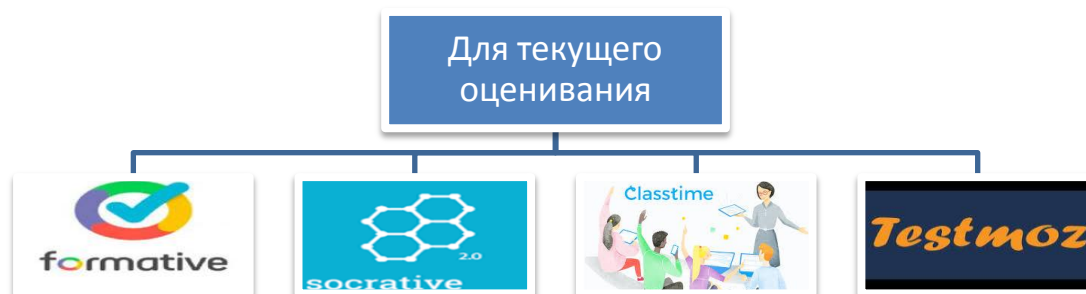 Для текущего
оценивания
formative
socrative
2.0
Classtime
Testmoz